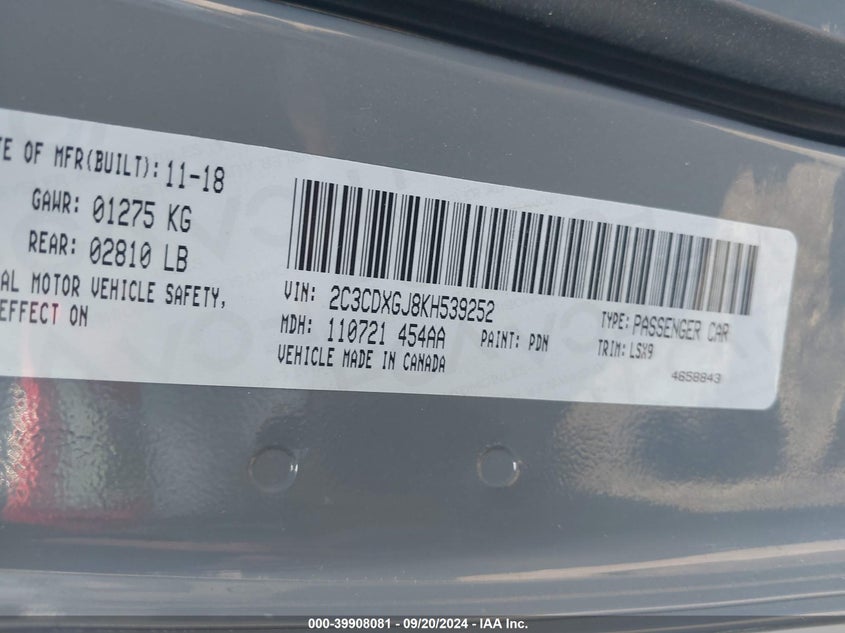 TE OF MFR(BUILT): 11-18
GAWR: 01275 KG
REAR: 02810 LB
AL MOTOR VEHICLE SAFETY,
EFFECT ON
VIN: 2C3CDXGJ8KH539252
TYPE: PASSENGER CAR
MDH: 110721 454AA PAINT: PDN TRIM: LSX9
VEHICLE MADE IN CANADA
4658843
000-39908081 - 09/20/2024 - IAA Inc.